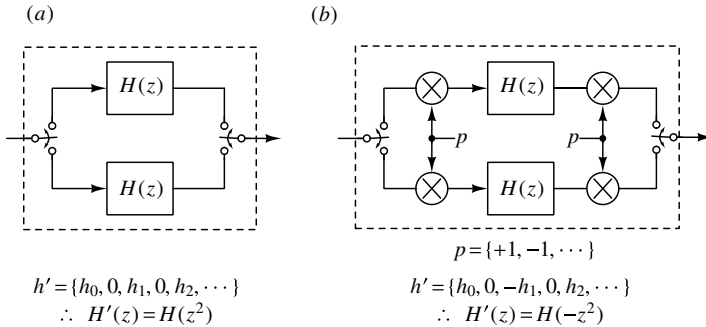 (a)
(b)
H(z)
H(z)
H(z)
p
p
H(z)
p = {+1, −1, ⋯}
h′ = {h₀, 0, h₁, 0, h₂, ⋯}
∴ H′(z) = H(z²)
h′ = {h₀, 0, −h₁, 0, h₂, ⋯}
∴ H′(z) = H(−z²)